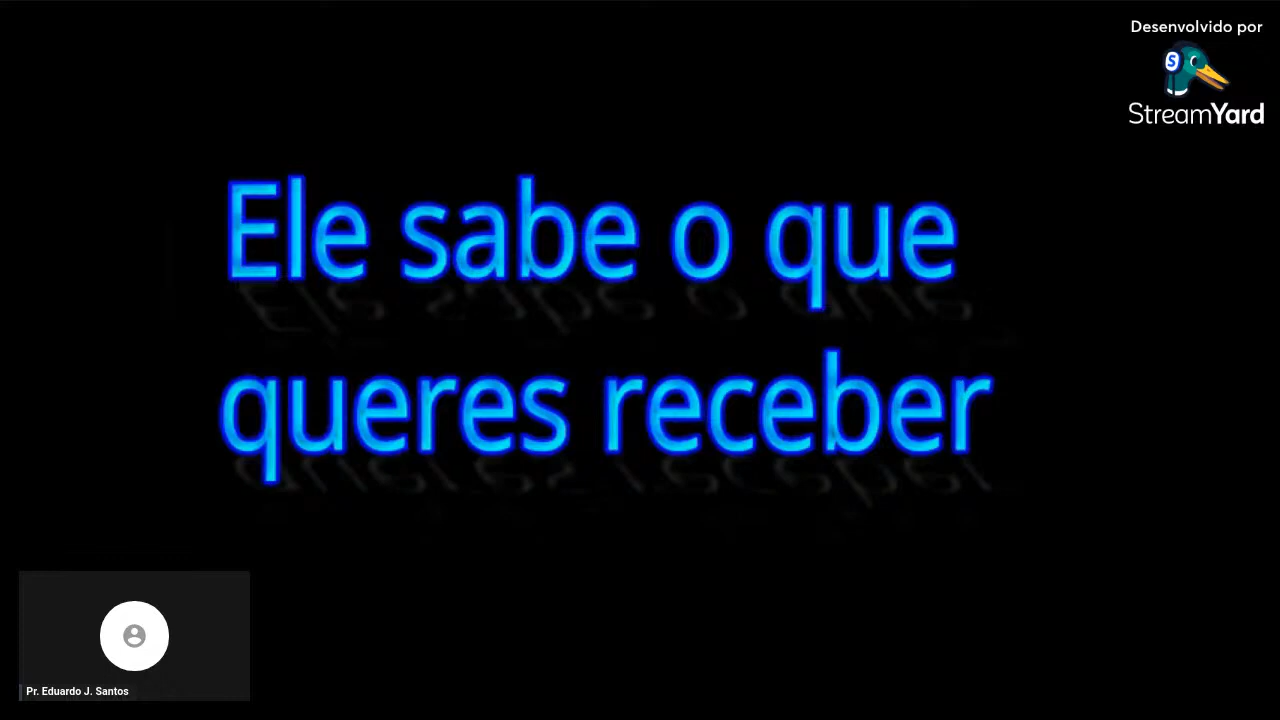 Desenvolvido por
S
StreamYard
Ele sabe o que
queres receber
Pr. Eduardo J. Santos